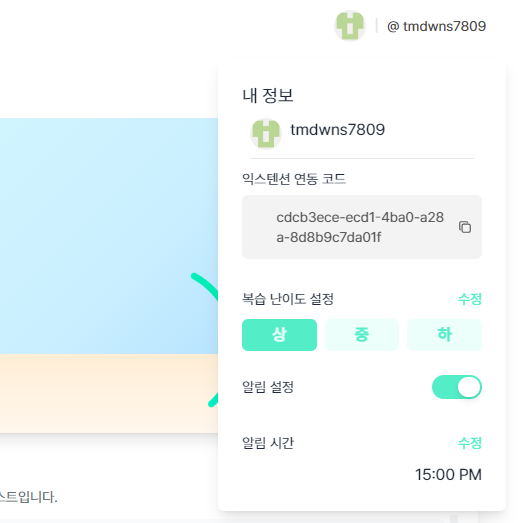 @ tmdwns7809
내 정보
tmdwns7809
익스텐션 연동 코드
cdcb3ece-ecd1-4ba0-a28
a-8d8b9c7da01f
복습 난이도 설정 수정
상 중 하
알림 설정
알림 시간 수정
15:00 PM
스트입니다.